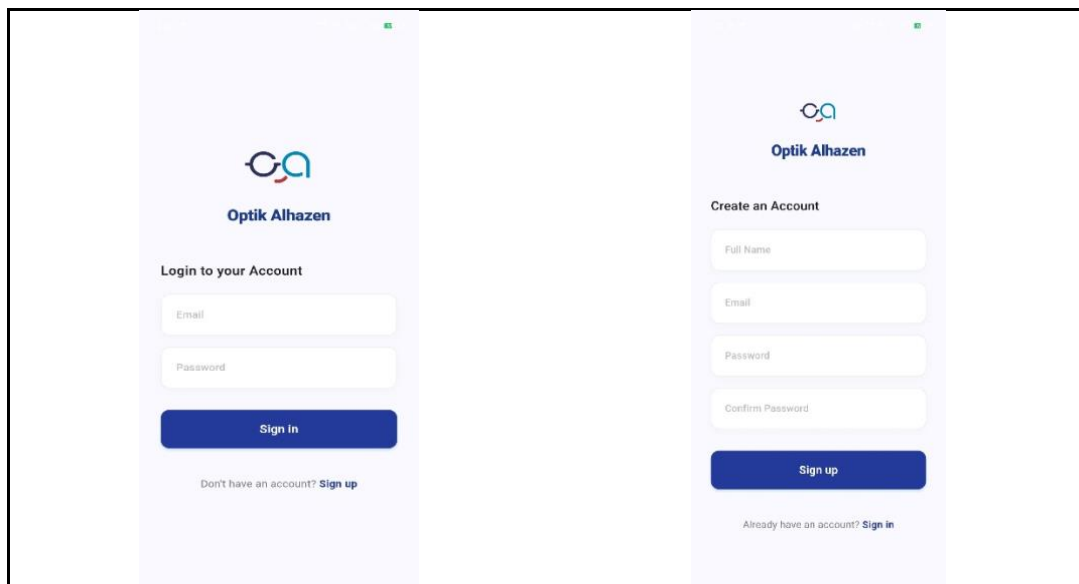 Optik Alhazen
Login to your Account
Email
Password
Sign in
Don't have an account? Sign up
Optik Alhazen
Create an Account
Full Name
Email
Password
Confirm Password
Sign up
Already have an account? Sign in